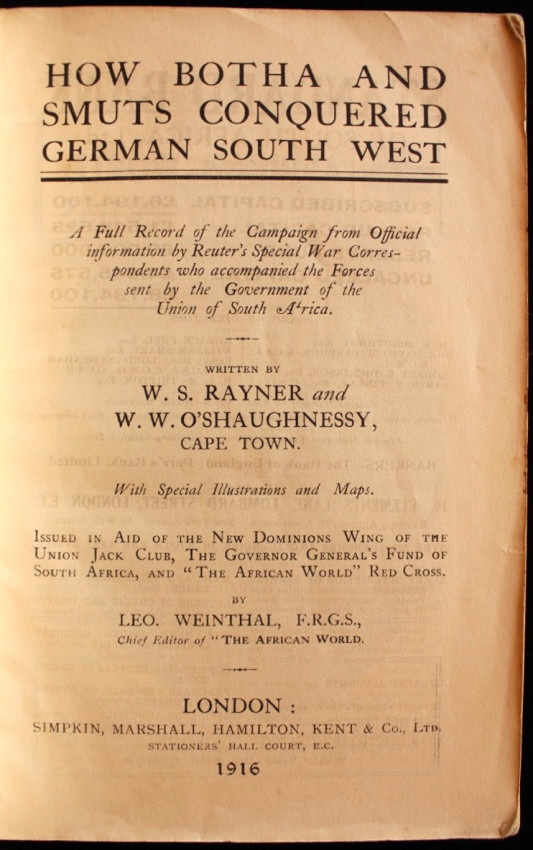 HOW BOTHA AND
SMUTS CONQUERED
GERMAN SOUTH WEST
A Full Record of the Campaign from Official
information by Reuter's Special War Corres-
pondents who accompanied the Forces
sent by the Government of the
Union of South Africa.
WRITTEN BY
W. S. RAYNER and
W. W. O'SHAUGHNESSY,
CAPE TOWN.
With Special Illustrations and Maps.
ISSUED IN AID OF THE NEW DOMINIONS WING OF THE
UNION JACK CLUB, THE GOVERNOR GENERAL'S FUND OF
SOUTH AFRICA, AND "THE AFRICAN WORLD" RED CROSS.
BY
LEO. WEINTHAL, F.R.G.S.,
Chief Editor of "THE AFRICAN WORLD.
LONDON :
SIMPKIN, MARSHALL, HAMILTON, KENT & Co., LTD.
STATIONERS' HALL COURT, E.C.
1916